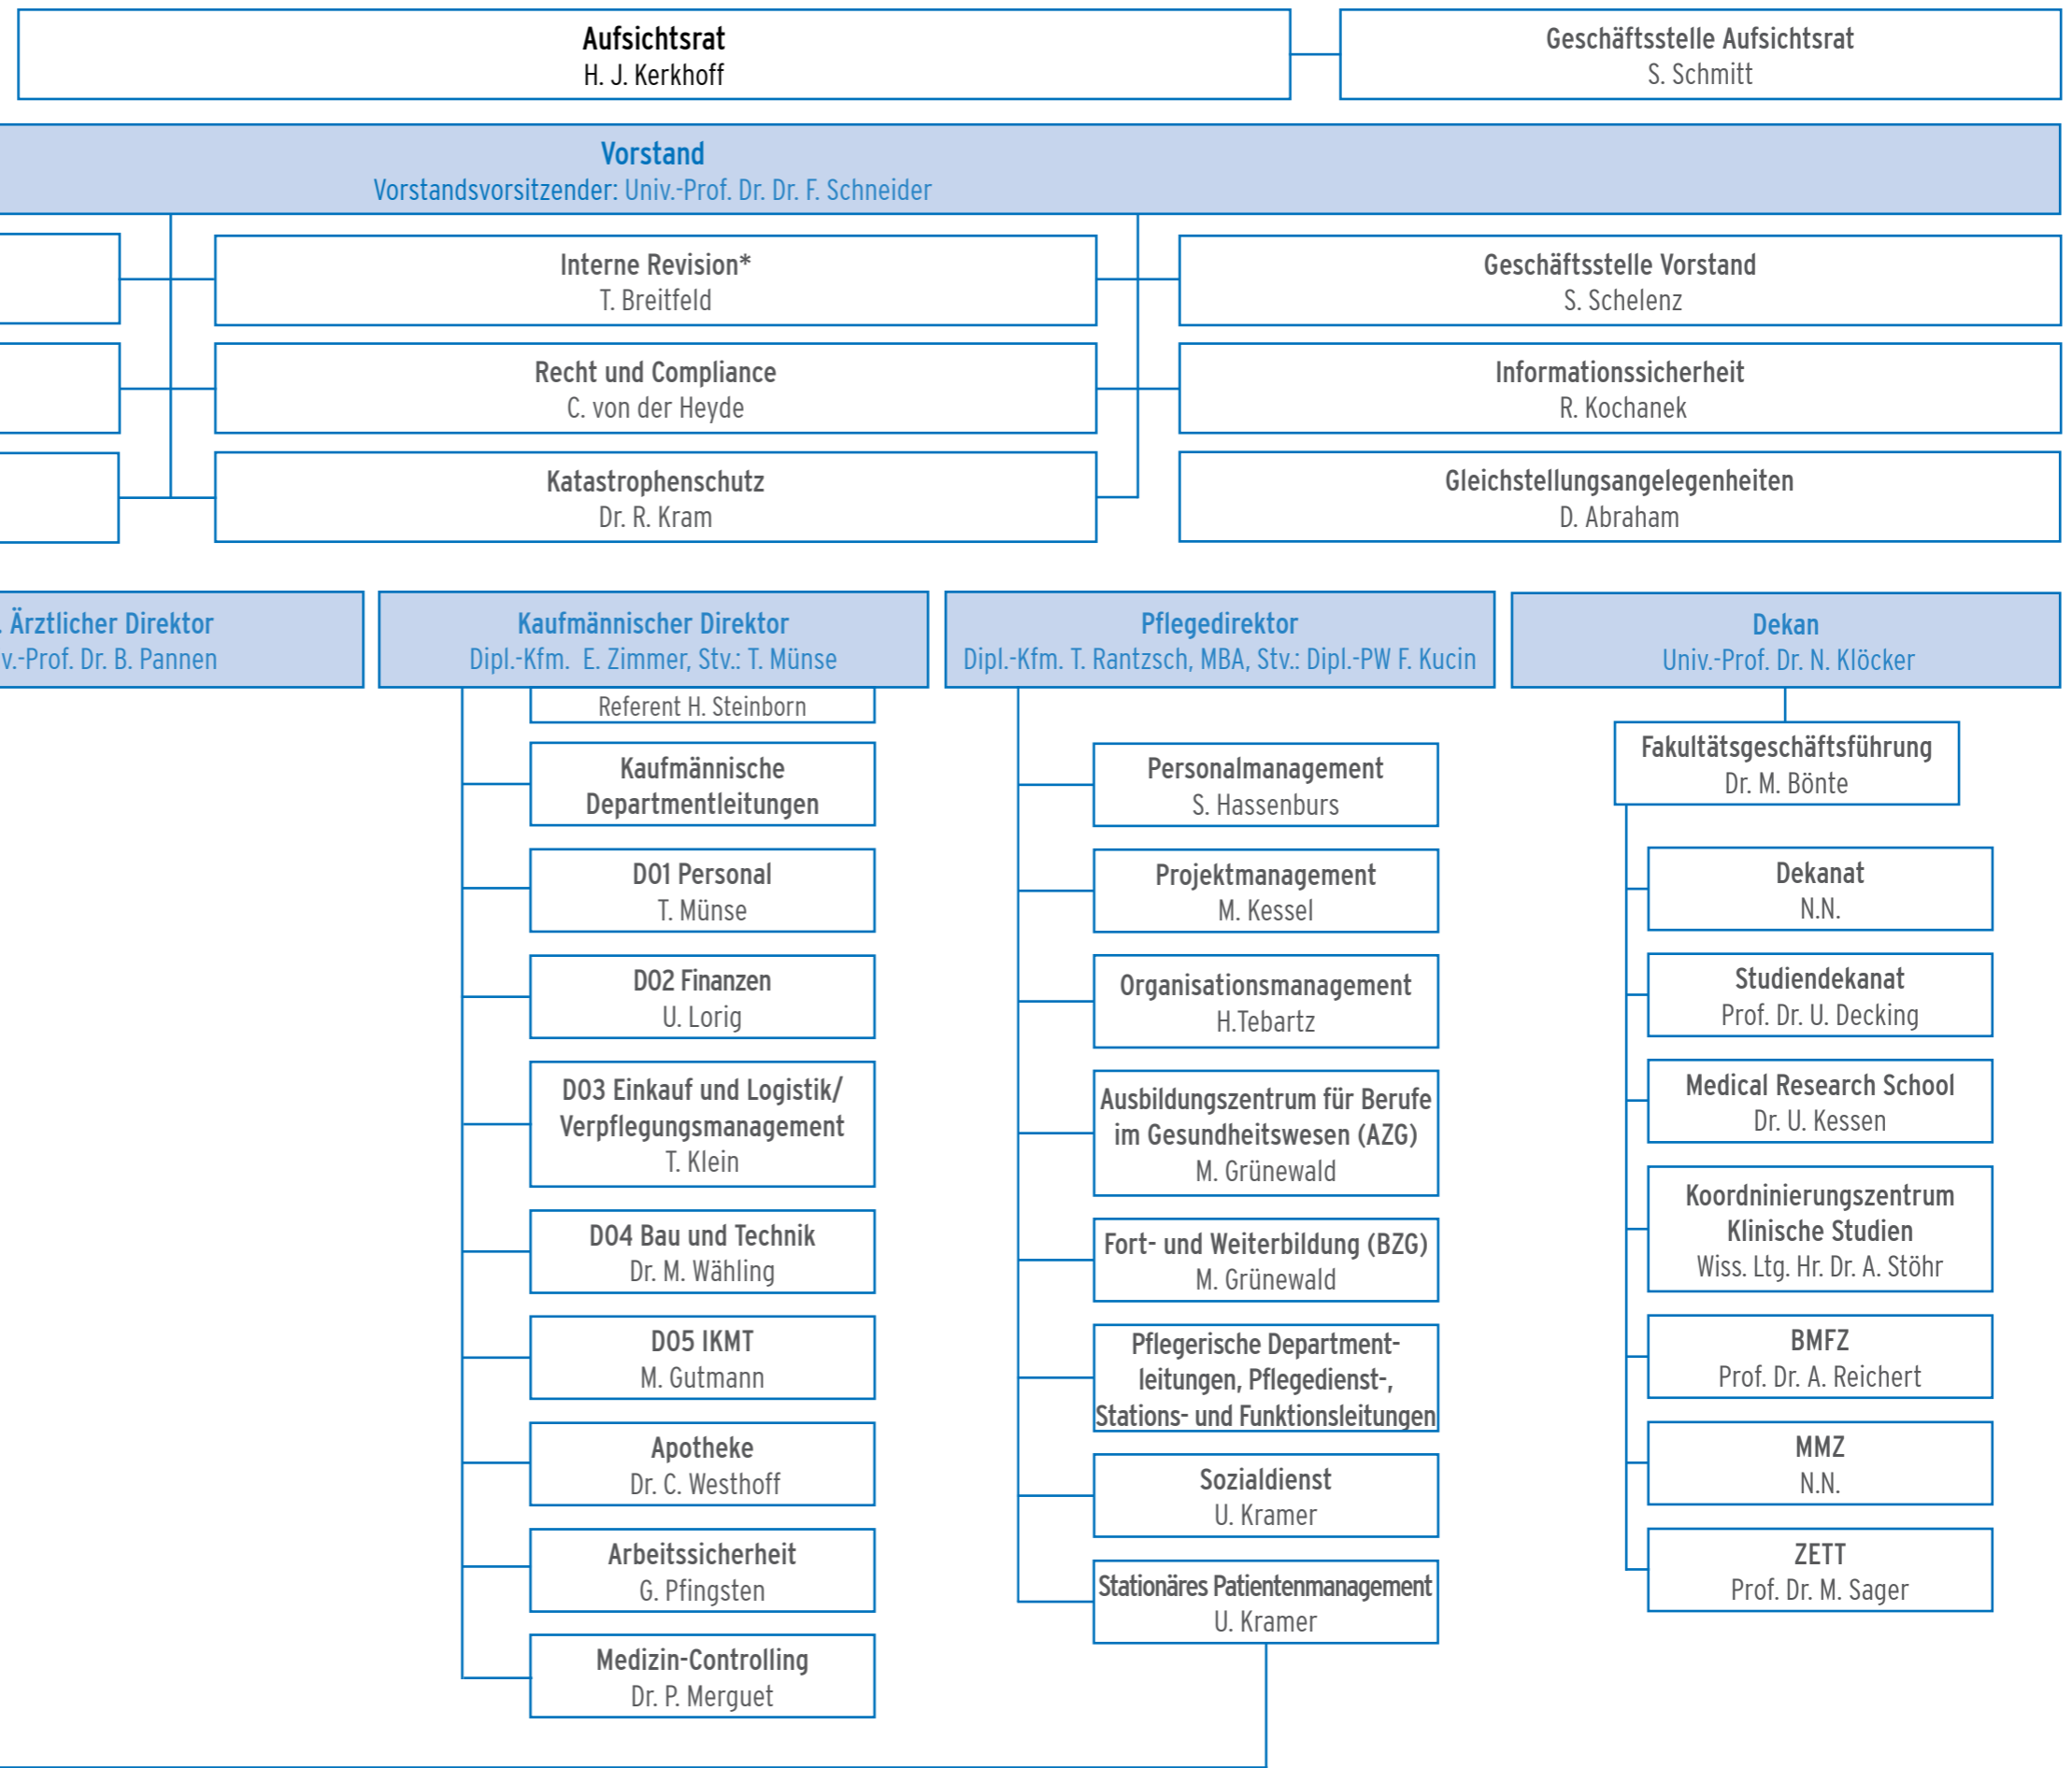 Aufsichtsrat
H. J. Kerkhoff
Geschäftsstelle Aufsichtsrat
S. Schmitt
Vorstand
Vorstandsvorsitzender: Univ.-Prof. Dr. Dr. F. Schneider
Interne Revision*
T. Breitfeld
Geschäftsstelle Vorstand
S. Schelenz
Recht und Compliance
C. von der Heyde
Informationssicherheit
R. Kochanek
Katastrophenschutz
Dr. R. Kram
Gleichstellungsangelegenheiten
D. Abraham
. Ärztlicher Direktor
v.-Prof. Dr. B. Pannen
Kaufmännischer Direktor
Dipl.-Kfm. E. Zimmer, Stv.: T. Münse
Referent H. Steinborn
Kaufmännische
Departmentleitungen
D01 Personal
T. Münse
D02 Finanzen
U. Lorig
D03 Einkauf und Logistik/
Verpflegungsmanagement
T. Klein
D04 Bau und Technik
Dr. M. Wähling
D05 IKMT
M. Gutmann
Apotheke
Dr. C. Westhoff
Arbeitssicherheit
G. Pfingsten
Medizin-Controlling
Dr. P. Merguet
Pflegedirektor
Dipl.-Kfm. T. Rantzsch, MBA, Stv.: Dipl.-PW F. Kucin
Personalmanagement
S. Hassenburs
Projektmanagement
M. Kessel
Organisationsmanagement
H.Tebartz
Ausbildungszentrum für Berufe
im Gesundheitswesen (AZG)
M. Grünewald
Fort- und Weiterbildung (BZG)
M. Grünewald
Pflegerische Department-
leitungen, Pflegedienst-,
Stations- und Funktionsleitungen
Sozialdienst
U. Kramer
Stationäres Patientenmanagement
U. Kramer
Dekan
Univ.-Prof. Dr. N. Klöcker
Fakultätsgeschäftsführung
Dr. M. Bönte
Dekanat
N.N.
Studiendekanat
Prof. Dr. U. Decking
Medical Research School
Dr. U. Kessen
Koordninierungszentrum
Klinische Studien
Wiss. Ltg. Hr. Dr. A. Stöhr
BMFZ
Prof. Dr. A. Reichert
MMZ
N.N.
ZETT
Prof. Dr. M. Sager